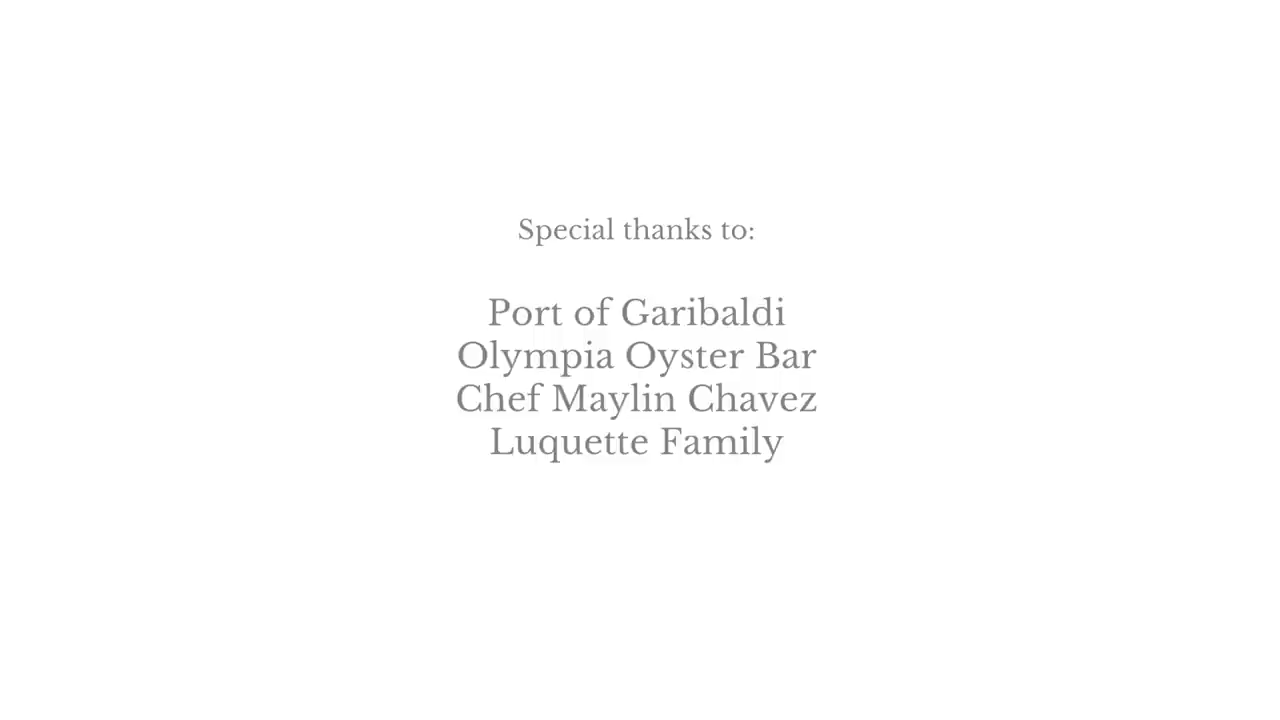 Special thanks to:
Port of Garibaldi
Olympia Oyster Bar
Chef Maylin Chavez
Luquette Family